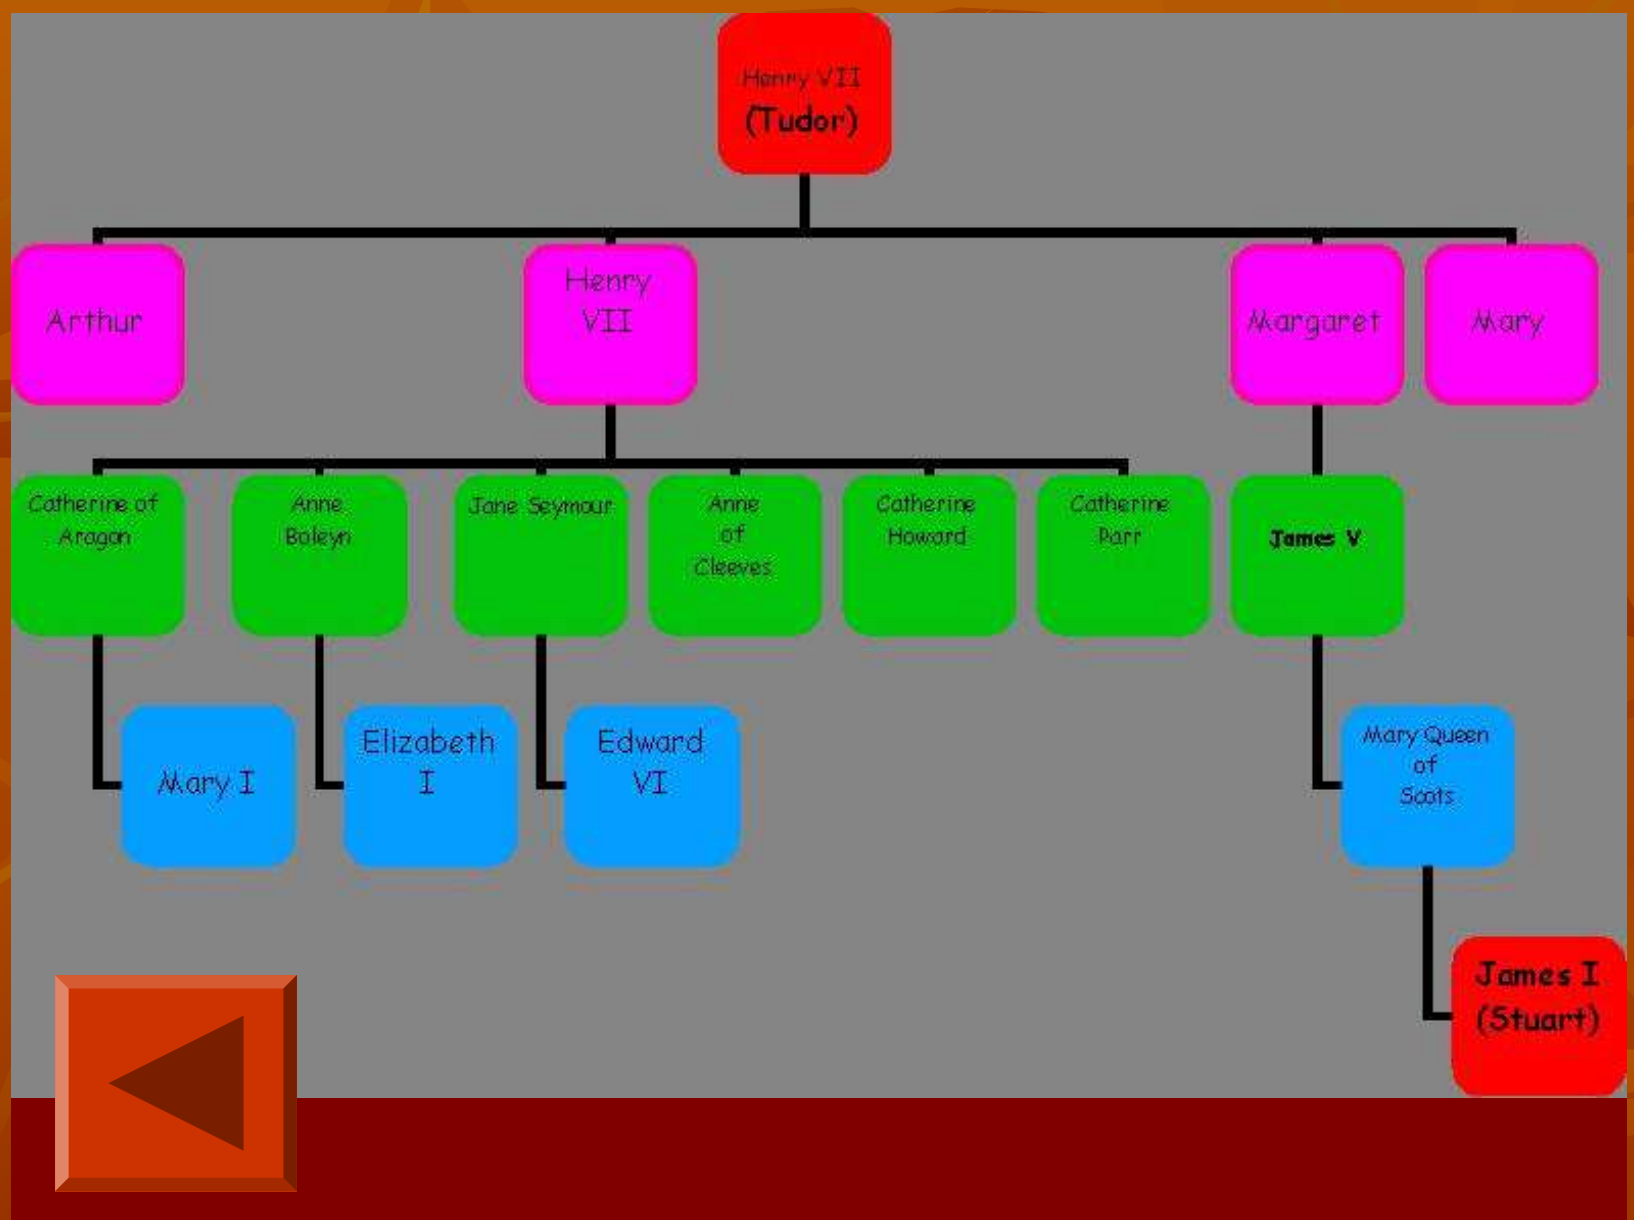 Henry VII
(Tudor)
Arthur
Henry
VII
Margaret
Mary
Catherine of
Aragon
Anne
Boleyn
Jane Seymour
Anne
of
Cleeves
Catherine
Howard
Catherine
Parr
James V
Mary I
Elizabeth
I
Edward
VI
Mary Queen
of
Scots
James I
(Stuart)